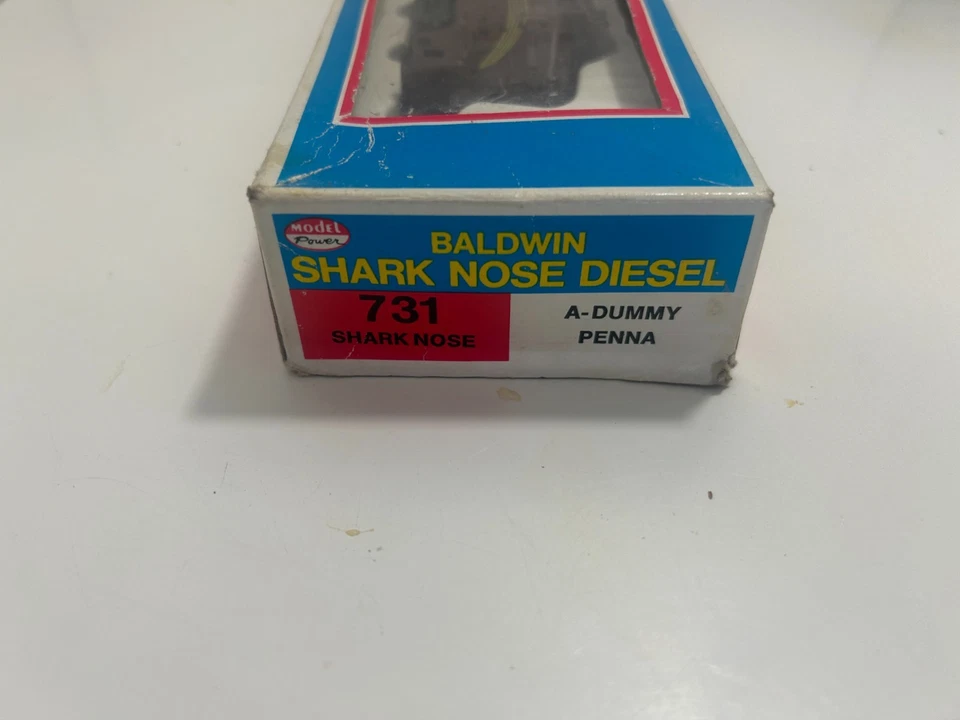 MODEL
Power
BALDWIN
SHARK NOSE DIESEL
731
SHARK NOSE
A-DUMMY
PENNA